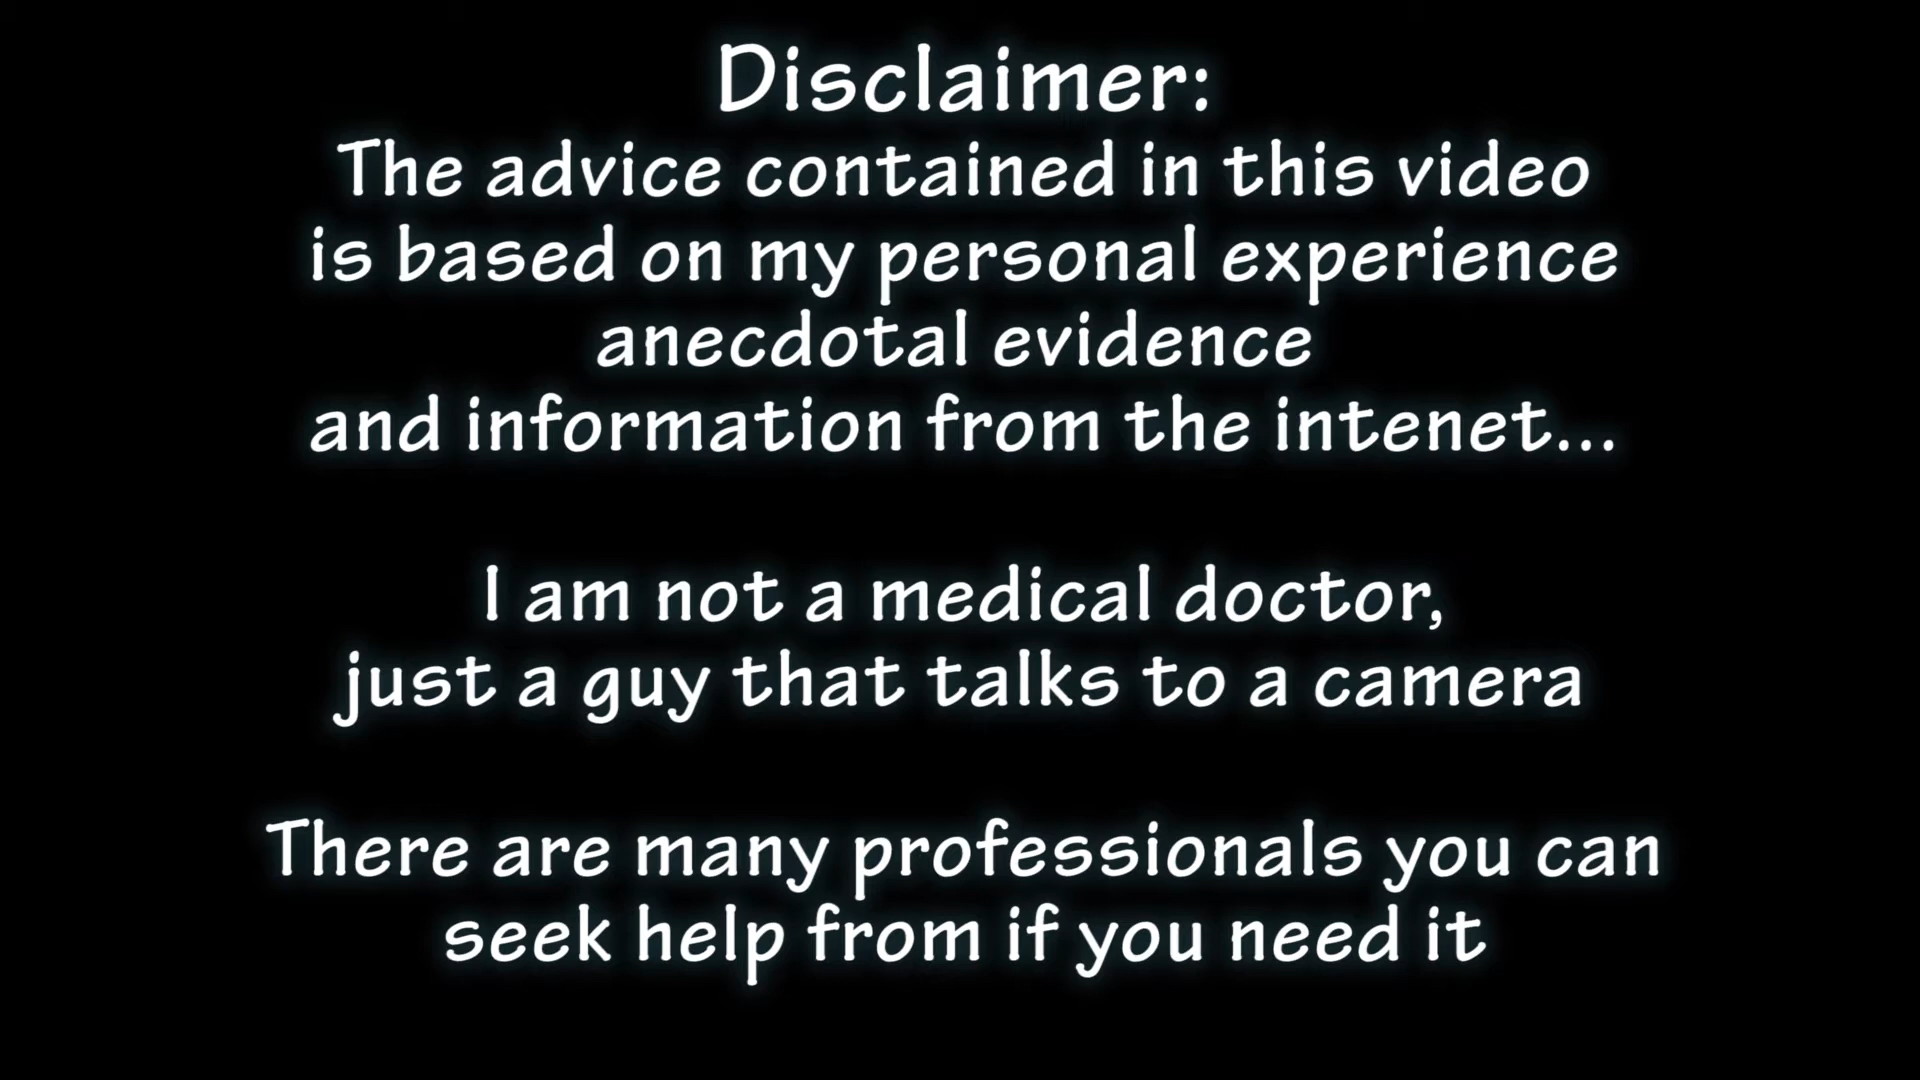 Disclaimer:
The advice contained in this video
is based on my personal experience
anecdotal evidence
and information from the intenet...
I am not a medical doctor,
just a guy that talks to a camera
There are many professionals you can
seek help from if you need it